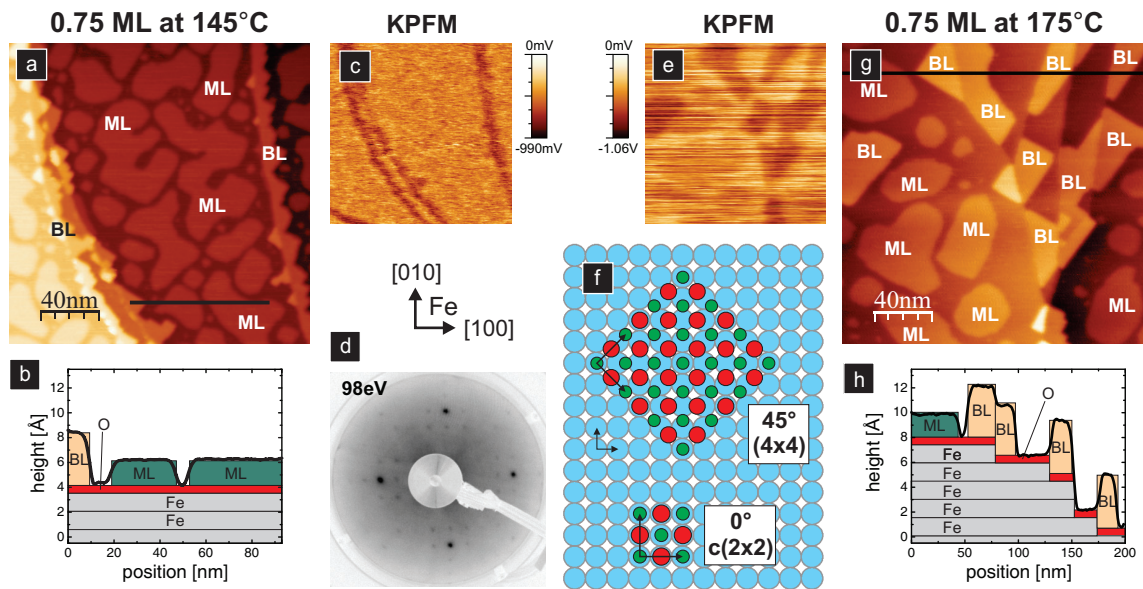 0.75 ML at 145°C
KPFM
KPFM
0.75 ML at 175°C
a
ML
ML
BL
ML
ML
BL
40nm
ML
c
0mV
-990mV
0mV
-1.06V
e
g
BL
BL
BL
ML
BL
BL
BL
BL
ML
ML
ML
BL
ML
ML
ML
40nm
ML
[010]
Fe
[100]
d
98eV
f
45°
(4x4)
0°
c(2x2)
b
12
10
8
6
4
2
0
height [Å]
O
BL
ML
ML
Fe
Fe
0 20 40 60 80
position [nm]
h
12
10
8
6
4
2
0
height [Å]
O
ML
BL
BL
BL
BL
Fe
Fe
Fe
Fe
Fe
0 50 100 150 200
position [nm]